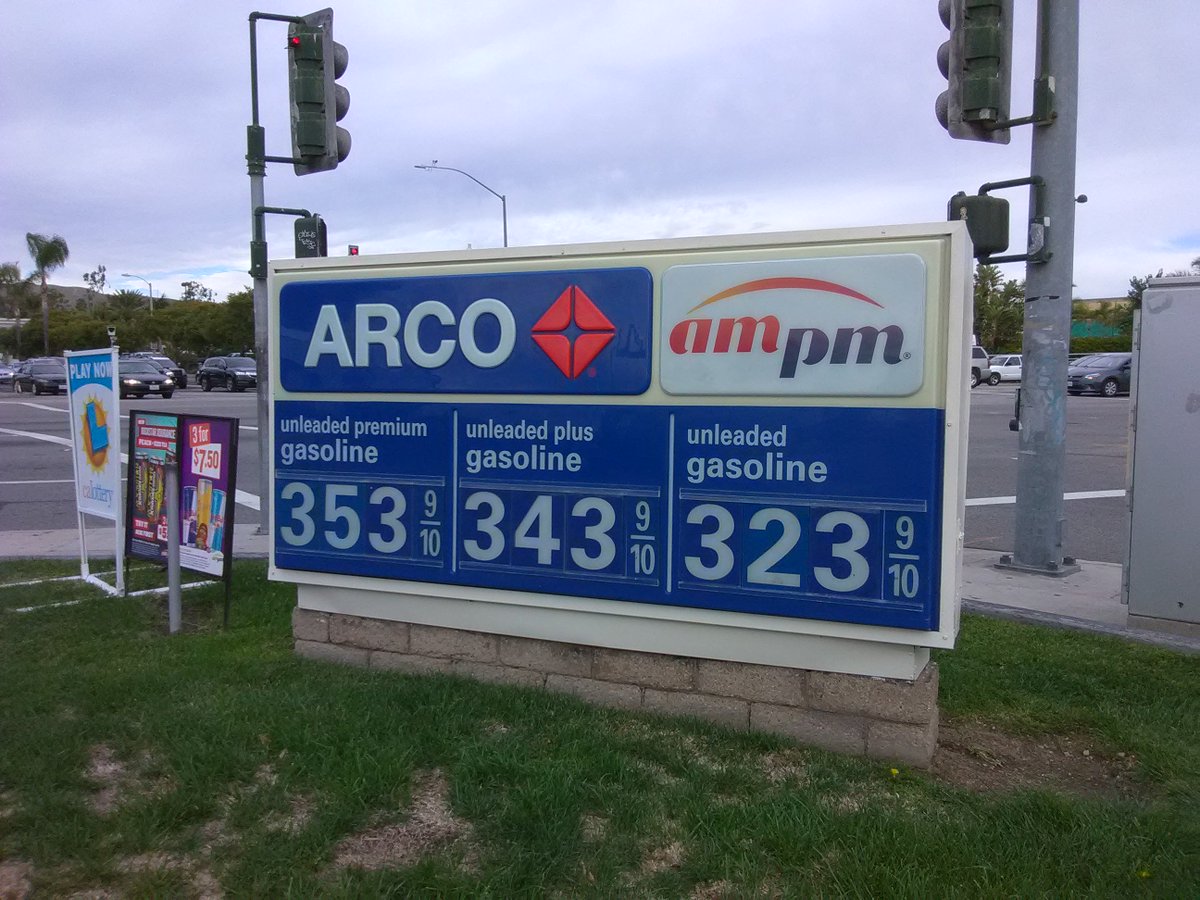 ARCO
ampm®
unleaded premium
gasoline
353 9/10
unleaded plus
gasoline
343 9/10
unleaded
gasoline
323 9/10
PLAY NOW
calottery
3 for
$7.50